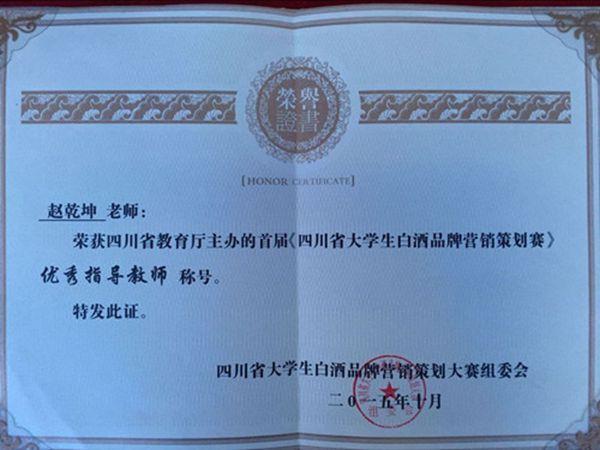 榮譽
證書
[HONOR CERTIFICATE]
赵乾坤 老师：
荣获四川省教育厅主办的首届《四川省大学生白酒品牌营销策划赛》
优秀指导教师 称号。
特发此证。
四川省大学生白酒品牌营销策划大赛组委会
二〇一五年十月